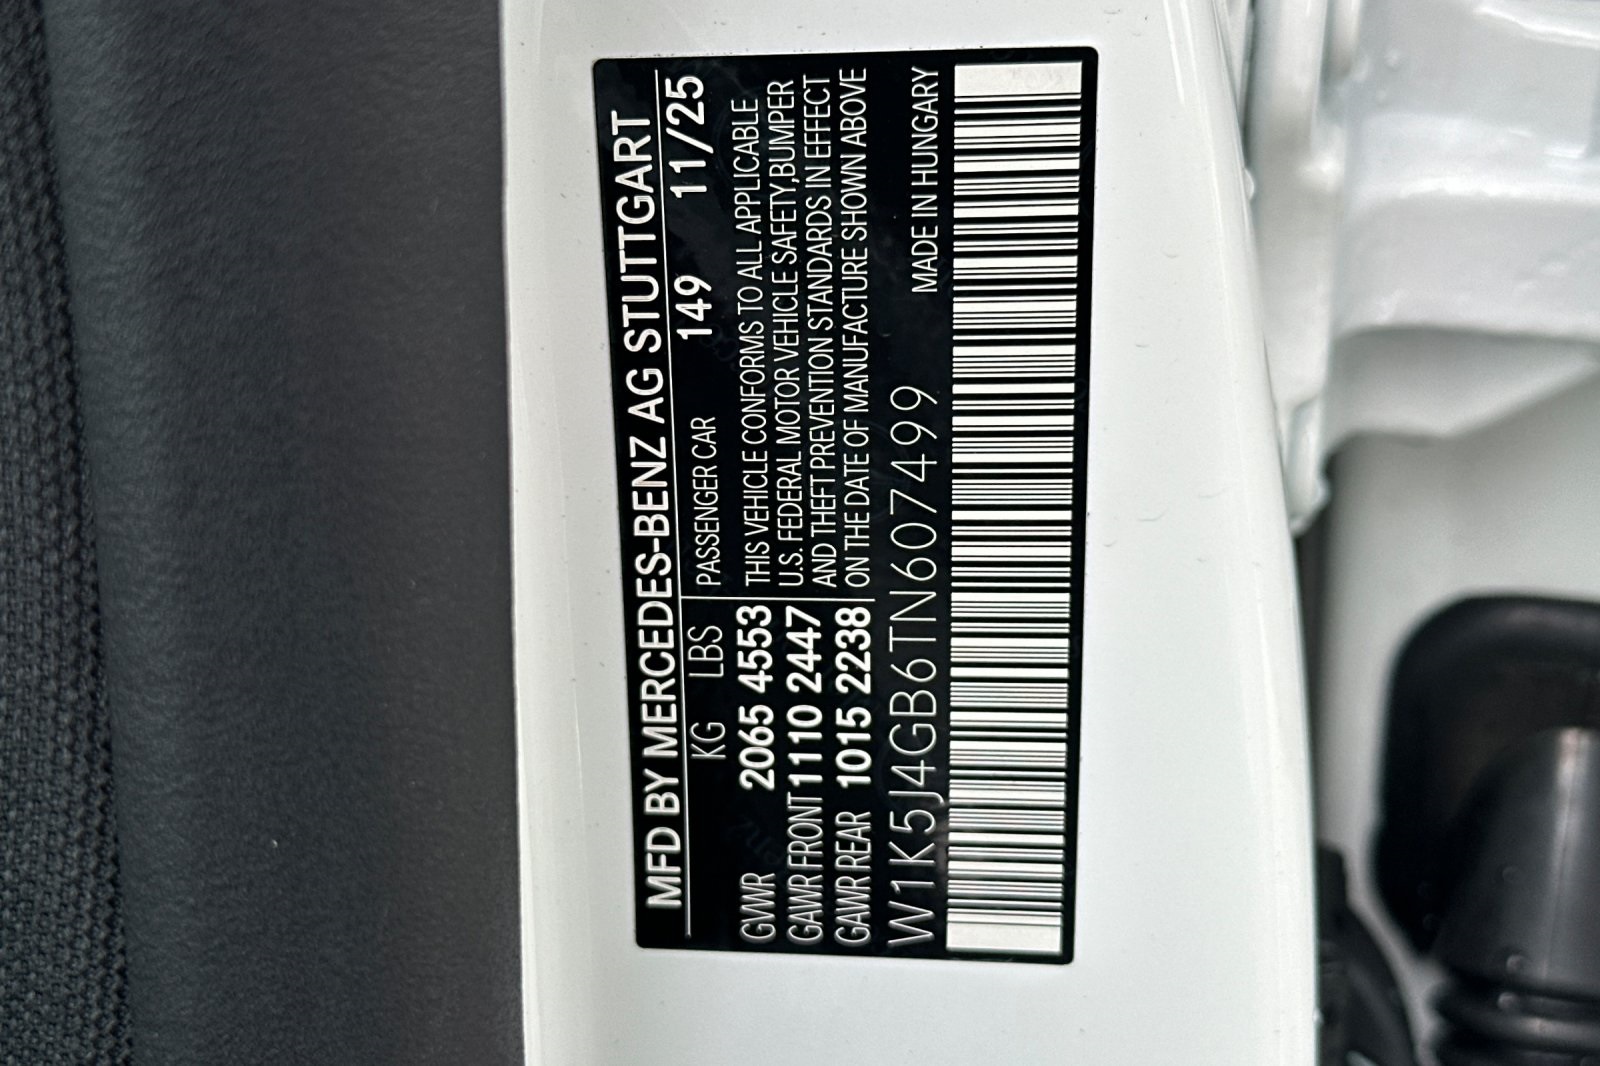 MFD BY MERCEDES-BENZ AG STUTTGART
KG LBS PASSENGER CAR 149 11/25
GVWR 2065 4553 THIS VEHICLE CONFORMS TO ALL APPLICABLE
U.S. FEDERAL MOTOR VEHICLE SAFETY,BUMPER
GAWR FRONT 1110 2447 AND THEFT PREVENTION STANDARDS IN EFFECT
GAWR REAR 1015 2238 ON THE DATE OF MANUFACTURE SHOWN ABOVE
W1K5J4GB6TN607499 MADE IN HUNGARY